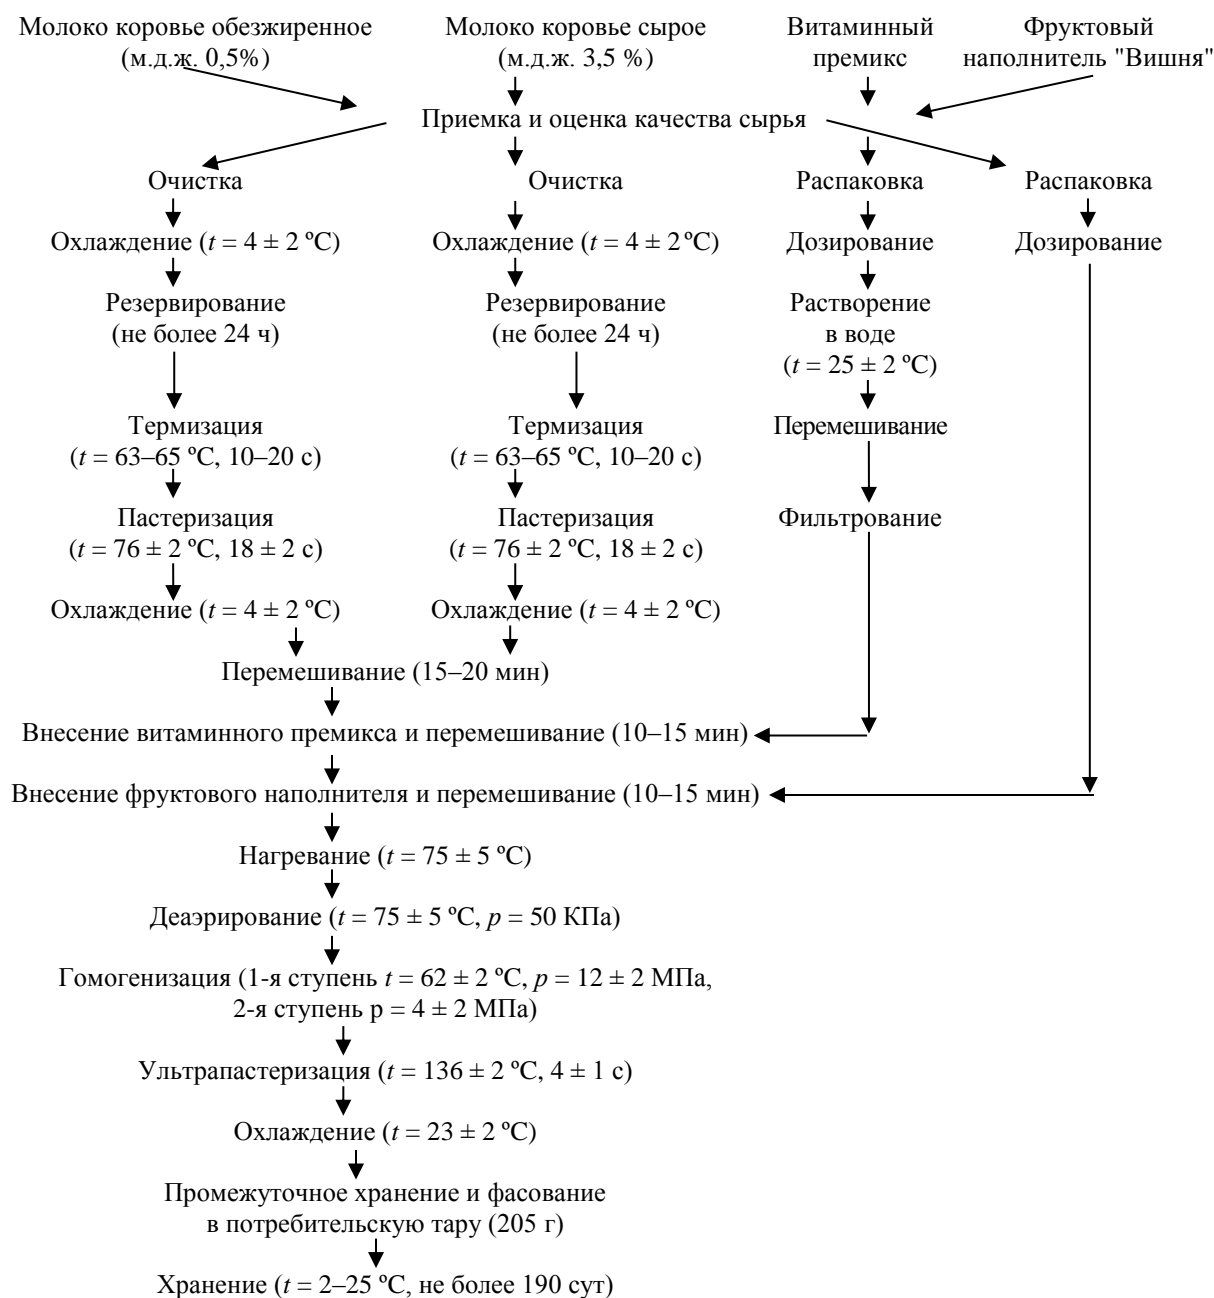 Молоко коровье обезжиренное
(м.д.ж. 0,5%)
Молоко коровье сырое
(м.д.ж. 3,5 %)
Витаминный
премикс
Фруктовый
наполнитель "Вишня"
Приемка и оценка качества сырья
Очистка
Очистка
Распаковка
Распаковка
Охлаждение (t = 4 ± 2 ºС)
Охлаждение (t = 4 ± 2 ºС)
Дозирование
Дозирование
Резервирование
(не более 24 ч)
Резервирование
(не более 24 ч)
Растворение
в воде
(t = 25 ± 2 ºС)
Термизация
(t = 63–65 ºС, 10–20 с)
Термизация
(t = 63–65 ºС, 10–20 с)
Перемешивание
Пастеризация
(t = 76 ± 2 ºС, 18 ± 2 с)
Пастеризация
(t = 76 ± 2 ºС, 18 ± 2 с)
Фильтрование
Охлаждение (t = 4 ± 2 ºС)
Охлаждение (t = 4 ± 2 ºС)
Перемешивание (15–20 мин)
Внесение витаминного премикса и перемешивание (10–15 мин)
Внесение фруктового наполнителя и перемешивание (10–15 мин)
Нагревание (t = 75 ± 5 ºС)
Деаэрирование (t = 75 ± 5 ºС, p = 50 КПа)
Гомогенизация (1-я ступень t = 62 ± 2 ºС, p = 12 ± 2 МПа,
2-я ступень р = 4 ± 2 МПа)
Ультрапастеризация (t = 136 ± 2 ºС, 4 ± 1 с)
Охлаждение (t = 23 ± 2 ºС)
Промежуточное хранение и фасование
в потребительскую тару (205 г)
Хранение (t = 2–25 ºС, не более 190 сут)